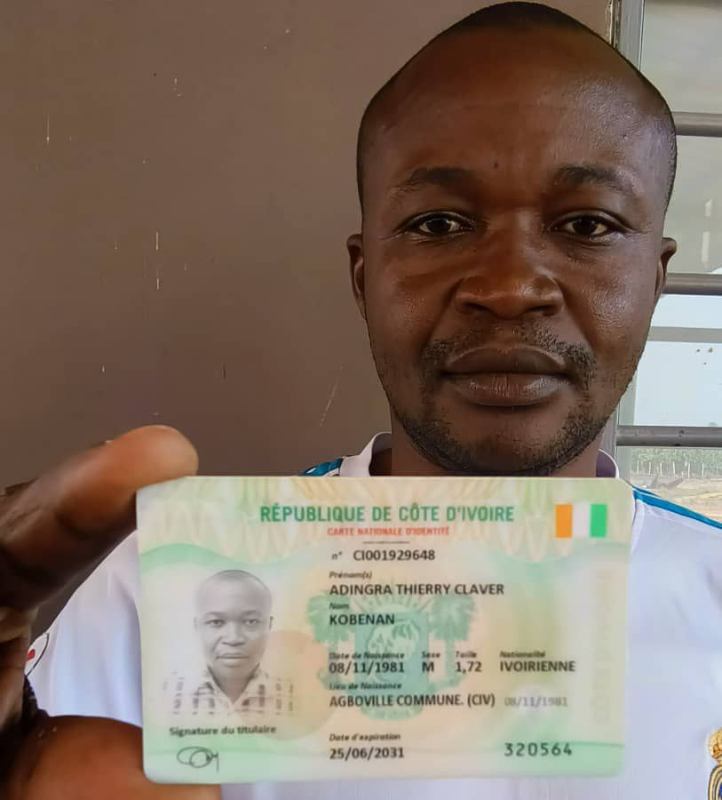 RÉPUBLIQUE DE CÔTE D'IVOIRE
CARTE NATIONALE D'IDENTITÉ
n° CI001929648
Prénom(s)
ADINGRA THIERRY CLAVER
Nom
KOBENAN
Date de Naissance Sexe Taille Nationalité
08/11/1981 M 1,72 IVOIRIENNE
Lieu de Naissance
AGBOVILLE COMMUNE. (CIV) 08/11/1981
Signature du titulaire
Date d'expiration
25/06/2031 320564